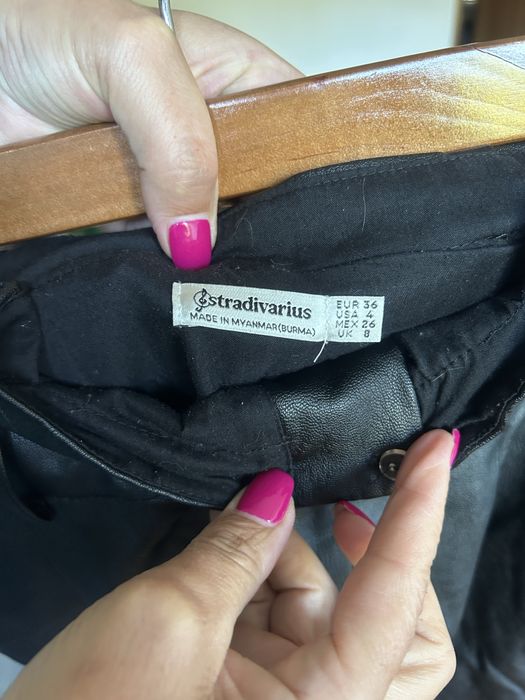 stradivarius
MADE IN MYANMAR(BURMA)
EUR 36
USA 4
MEX 26
UK 8